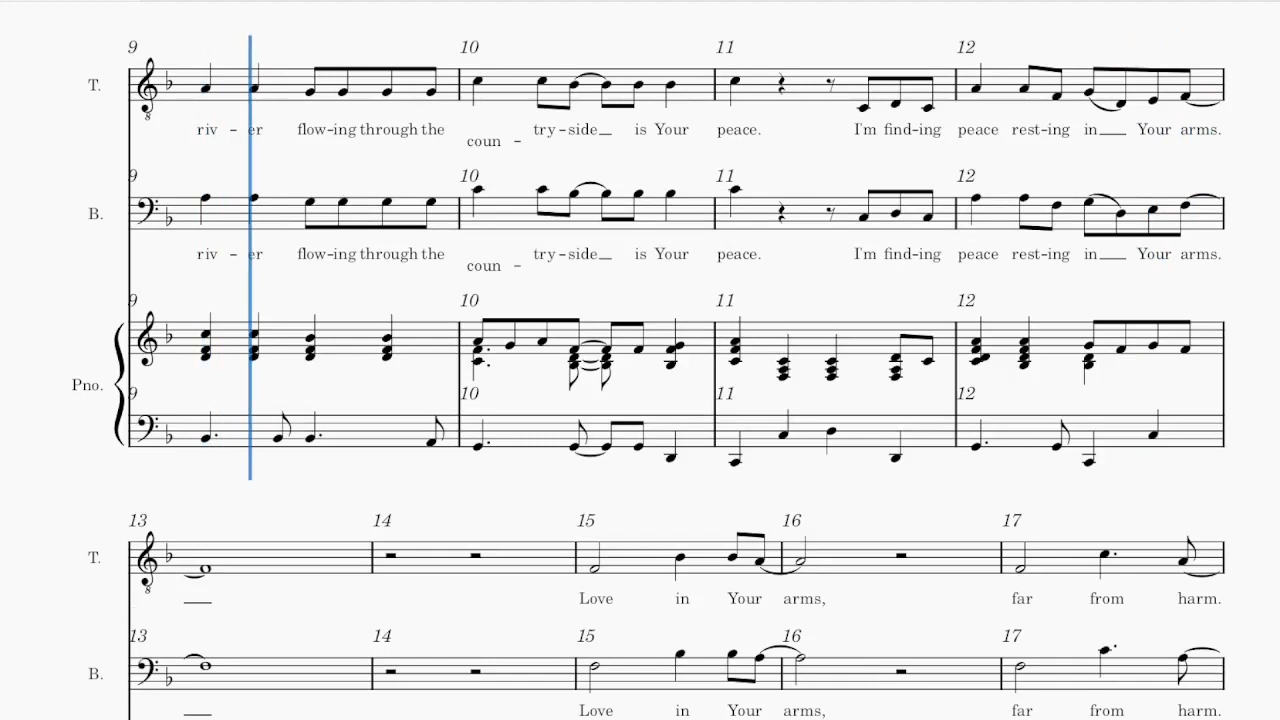 9 10 11 12
T.
riv - er flow-ing through the coun - try-side_ is Your peace. I'm find-ing peace rest-ing in_ Your arms.
9 10 11 12
B.
riv - er flow-ing through the coun - try-side_ is Your peace. I'm find-ing peace rest-ing in_ Your arms.
9 10 11 12
Pno.
9 10 11 12
13 14 15 16 17
T.
_ Love in Your arms, far from harm.
13 14 15 16 17
B.
_ Love in Your arms, far from harm.